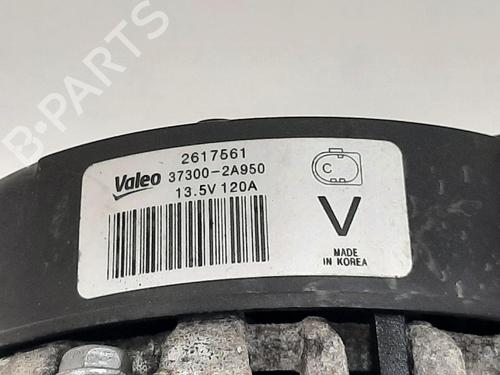 B-PARTS
2617561
Valeo 37300-2A950
13.5V 120A
C
V
MADE
IN KOREA